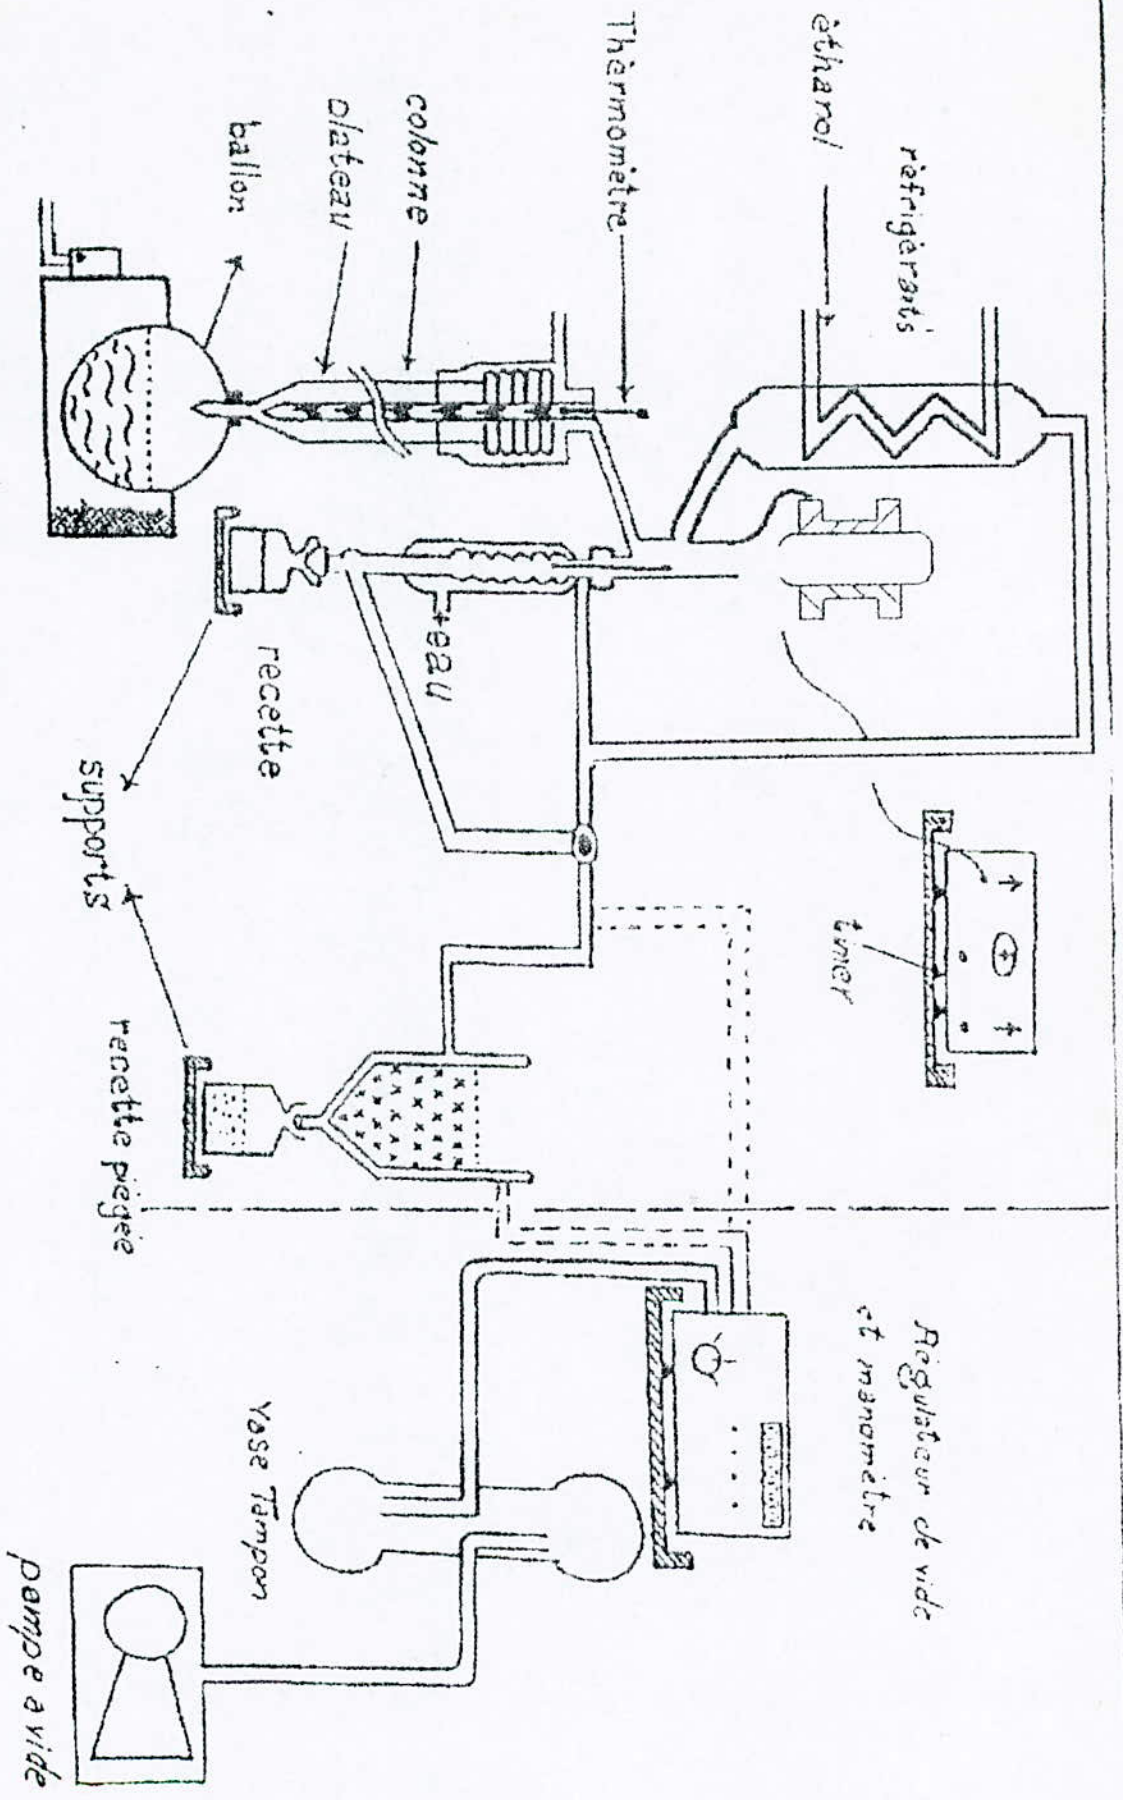 éthanol
réfrigérants
Thèrmomètre
colonne
plateau
ballon
+eau
recette
supports
timer
recette piégée
Régulateur de vide
et manomètre
Vase Tampon
pompe a vide